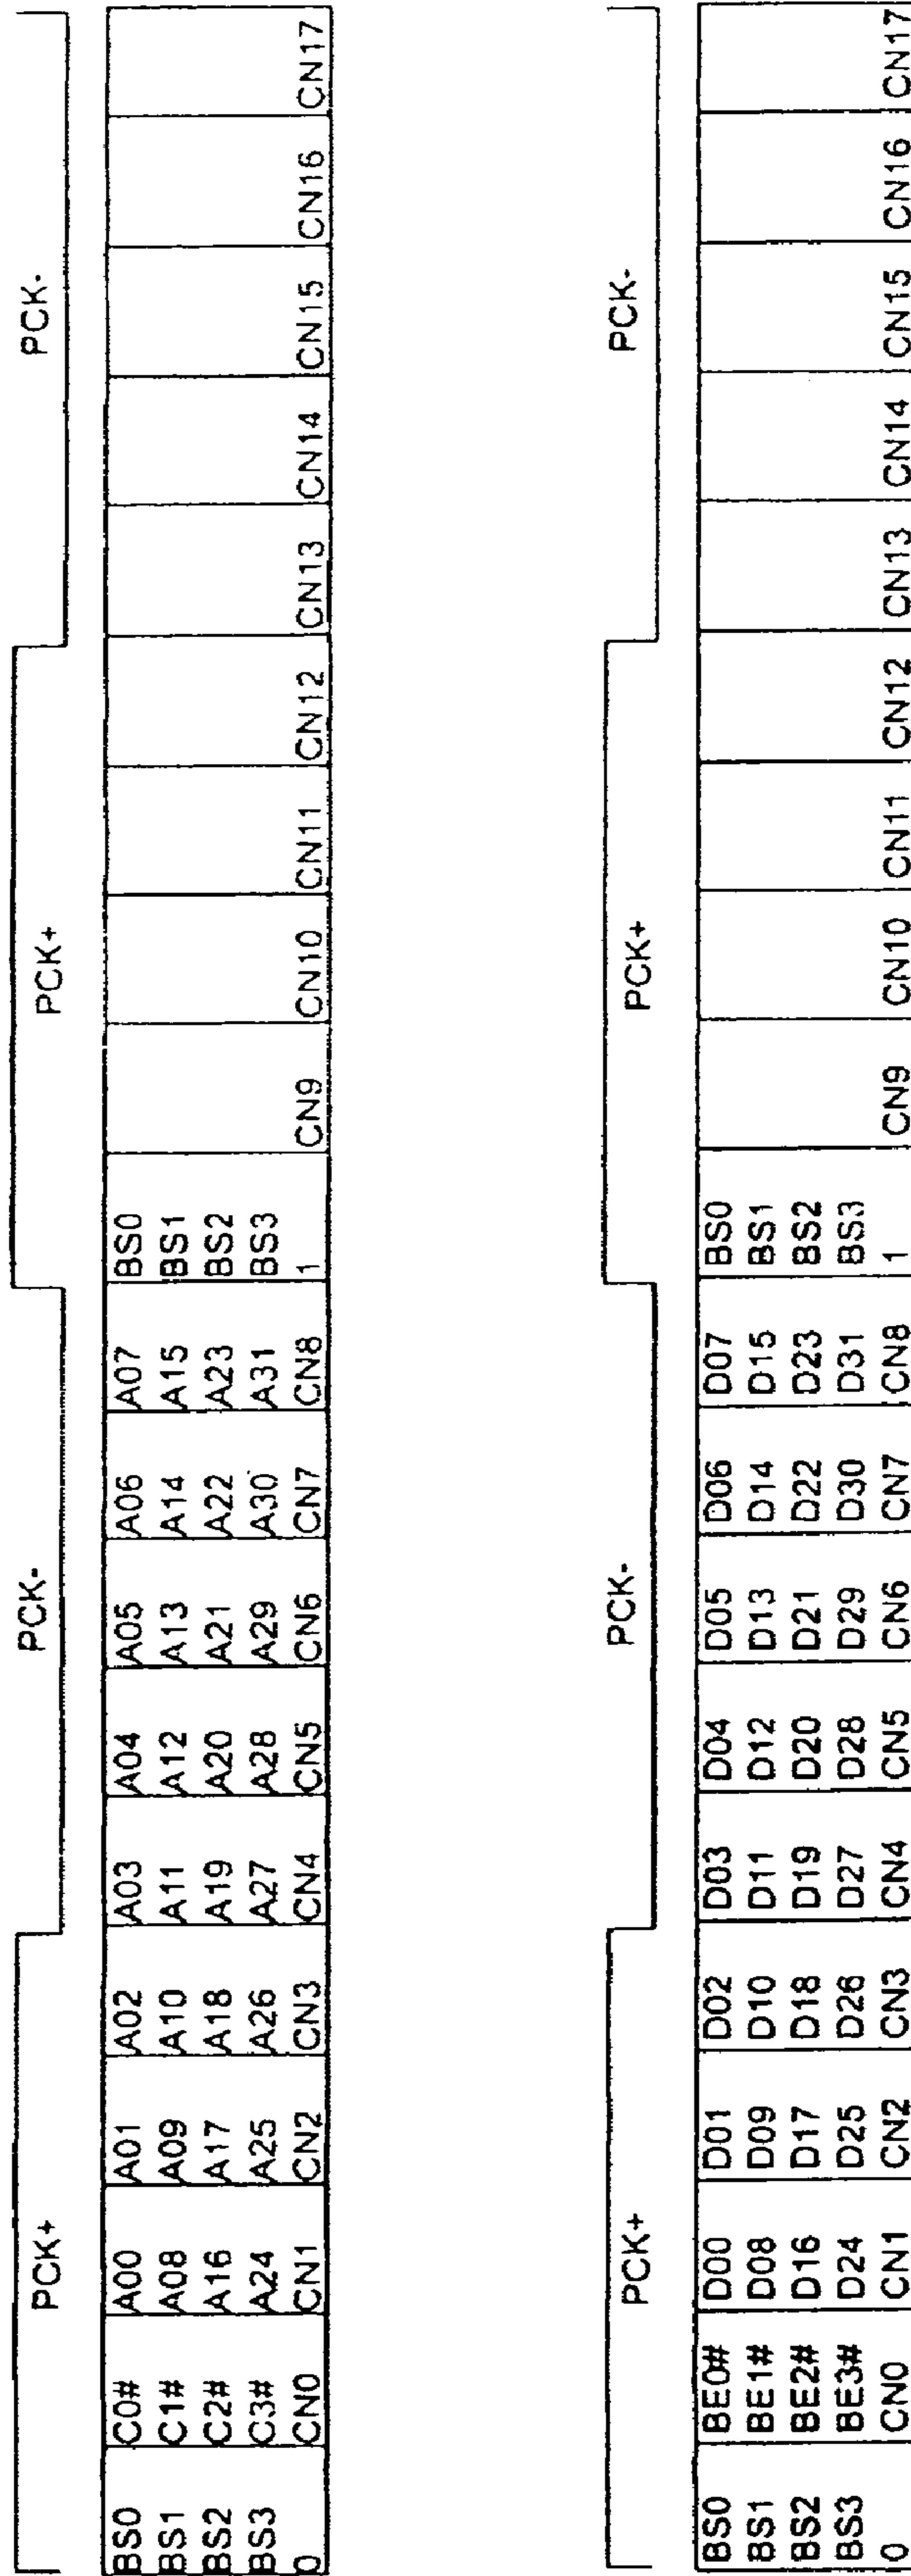 PCK+ PCK- PCK+ PCK-
BS0 C0# A00 A01 A02 A03 A04 A05 A06 A07 BS0
BS1 C1# A08 A09 A10 A11 A12 A13 A14 A15 BS1
BS2 C2# A16 A17 A18 A19 A20 A21 A22 A23 BS2
BS3 C3# A24 A25 A26 A27 A28 A29 A30 A31 BS3
0 CN0 CN1 CN2 CN3 CN4 CN5 CN6 CN7 CN8 1 CN9 CN10 CN11 CN12 CN13 CN14 CN15 CN16 CN17
PCK+ PCK- PCK+ PCK-
BS0 BE0# D00 D01 D02 D03 D04 D05 D06 D07 BS0
BS1 BE1# D08 D09 D10 D11 D12 D13 D14 D15 BS1
BS2 BE2# D16 D17 D18 D19 D20 D21 D22 D23 BS2
BS3 BE3# D24 D25 D26 D27 D28 D29 D30 D31 BS3
0 CN0 CN1 CN2 CN3 CN4 CN5 CN6 CN7 CN8 1 CN9 CN10 CN11 CN12 CN13 CN14 CN15 CN16 CN17